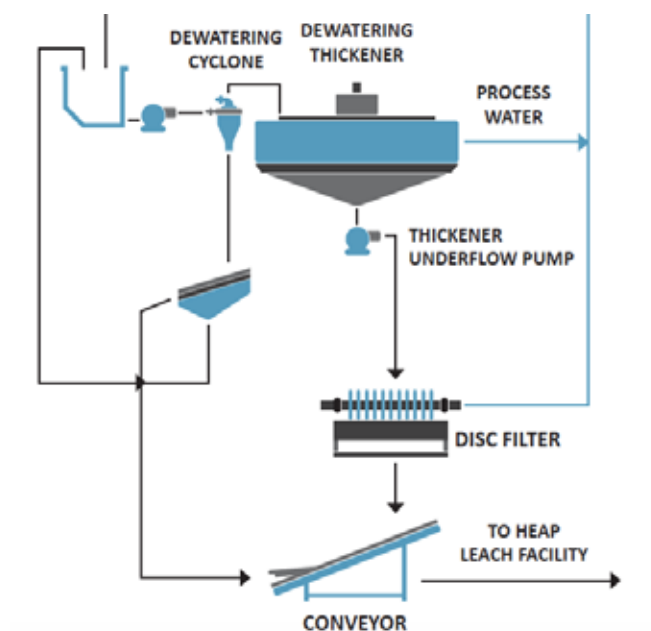 DEWATERING
CYCLONE
DEWATERING
THICKENER
PROCESS
WATER
THICKENER
UNDERFLOW PUMP
DISC FILTER
TO HEAP
LEACH FACILITY
CONVEYOR